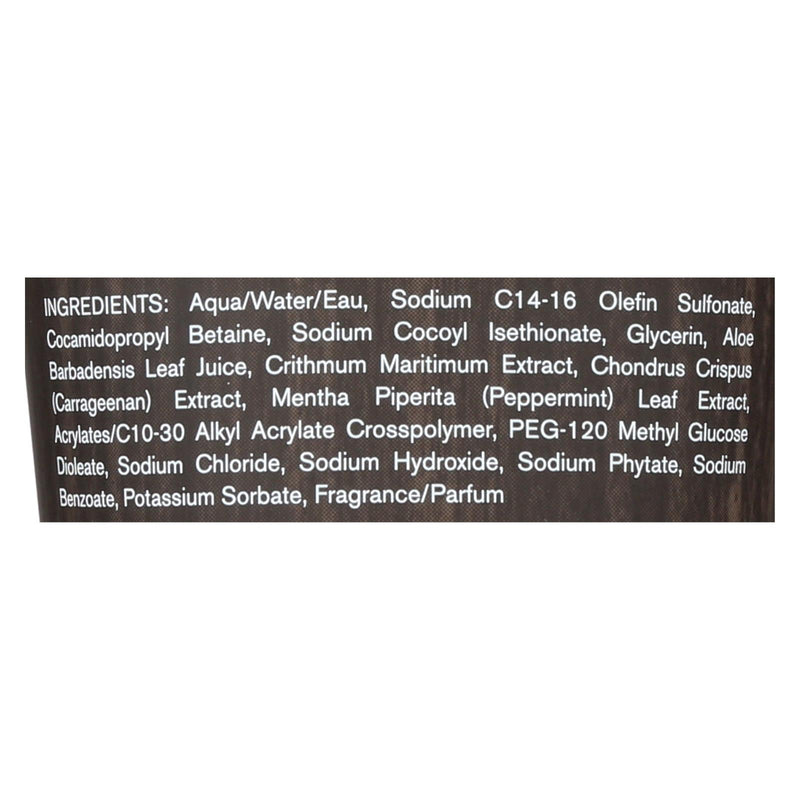 INGREDIENTS: Aqua/Water/Eau, Sodium C14-16 Olefin Sulfonate,
Cocamidopropyl Betaine, Sodium Cocoyl Isethionate, Glycerin, Aloe
Barbadensis Leaf Juice, Crithmum Maritimum Extract, Chondrus Crispus
(Carrageenan) Extract, Mentha Piperita (Peppermint) Leaf Extract,
Acrylates/C10-30 Alkyl Acrylate Crosspolymer, PEG-120 Methyl Glucose
Dioleate, Sodium Chloride, Sodium Hydroxide, Sodium Phytate, Sodium
Benzoate, Potassium Sorbate, Fragrance/Parfum